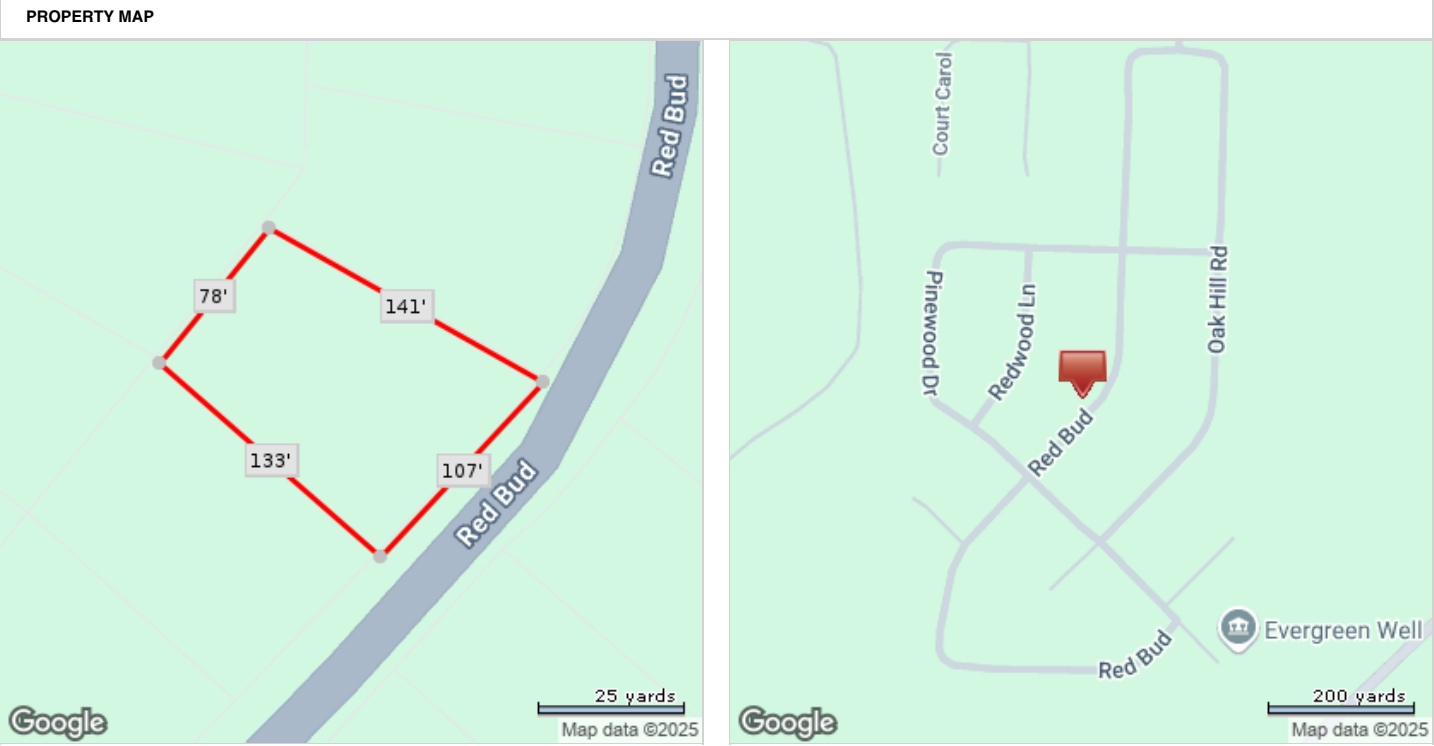 PROPERTY MAP
Red Bud
78'
141'
133'
107'
Red Bud
25 yards
Google
Map data ©2025
Court Carol
Pinewood Dr
Redwood Ln
Oak Hill Rd
Red Bud
Evergreen Well
Red Bud
200 yards
Google
Map data ©2025